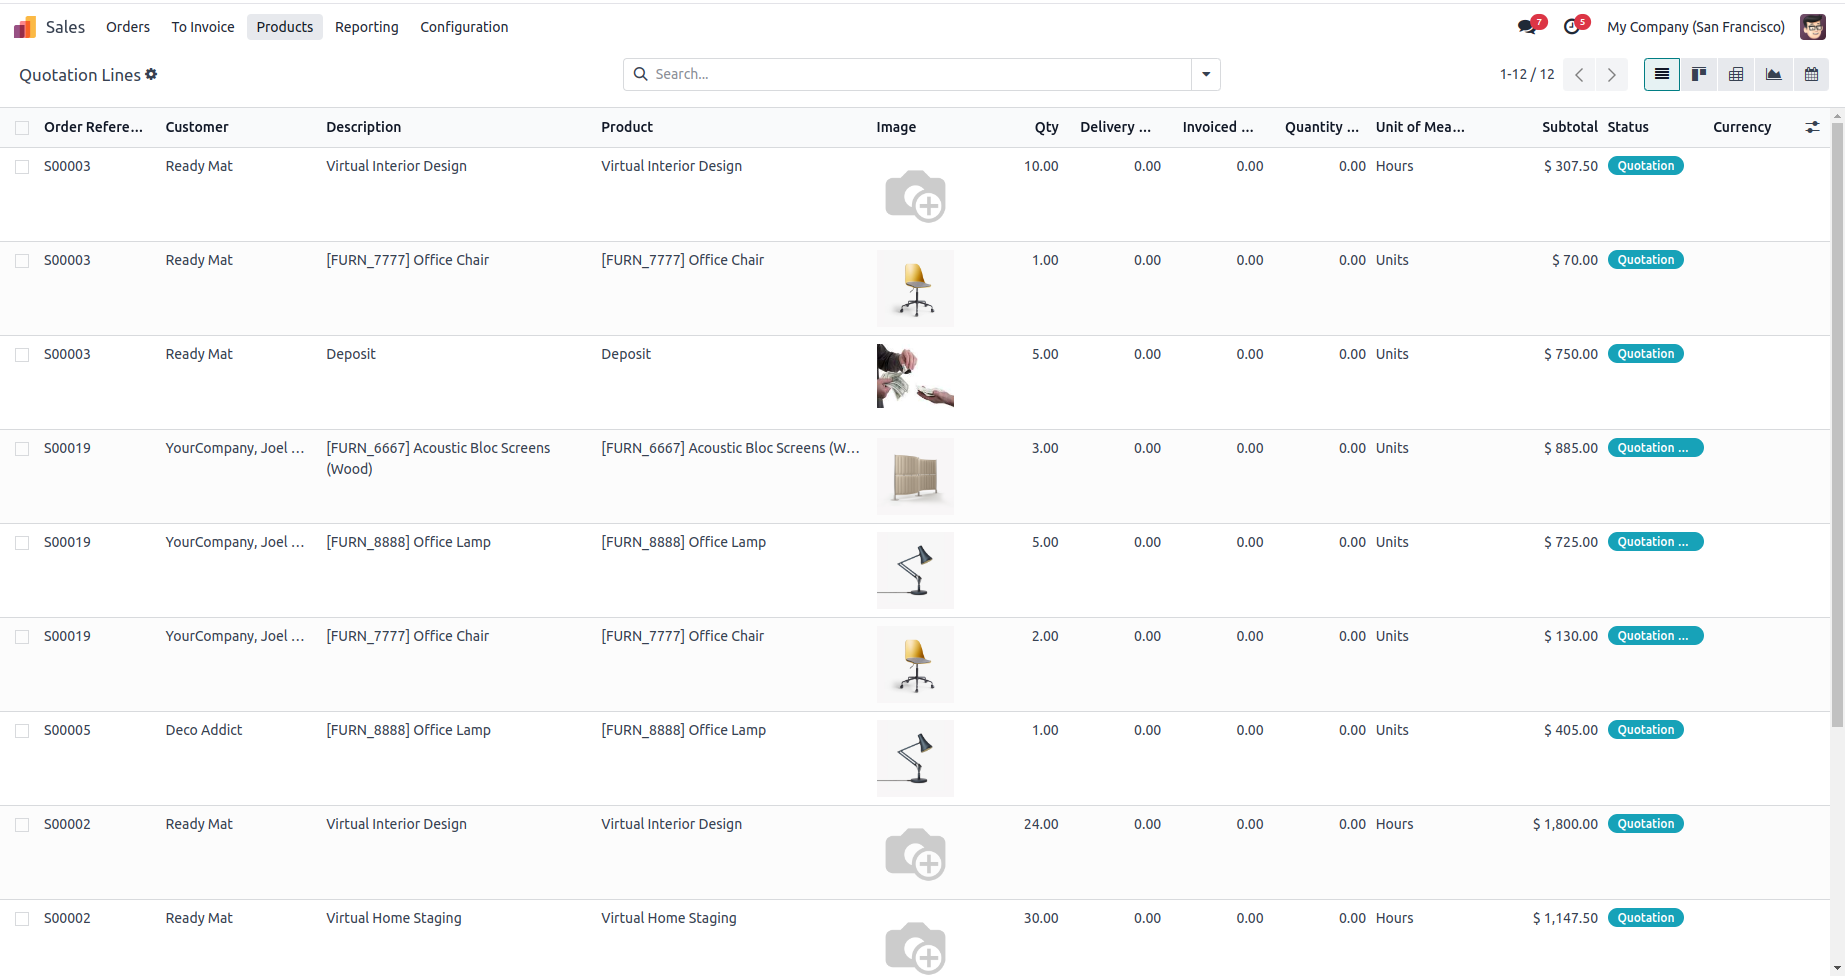 Sales Orders To Invoice Products Reporting Configuration 7 5 My Company (San Francisco)
Quotation Lines Search... 1-12 / 12
Order Refere... Customer Description Product Image Qty Delivery ... Invoiced ... Quantity ... Unit of Mea... Subtotal Status Currency
S00003 Ready Mat Virtual Interior Design Virtual Interior Design 10.00 0.00 0.00 0.00 Hours $ 307.50 Quotation
S00003 Ready Mat [FURN_7777] Office Chair [FURN_7777] Office Chair 1.00 0.00 0.00 0.00 Units $ 70.00 Quotation
S00003 Ready Mat Deposit Deposit 5.00 0.00 0.00 0.00 Units $ 750.00 Quotation
S00019 YourCompany, Joel ... [FURN_6667] Acoustic Bloc Screens [FURN_6667] Acoustic Bloc Screens (W... 3.00 0.00 0.00 0.00 Units $ 885.00 Quotation ...
(Wood)
S00019 YourCompany, Joel ... [FURN_8888] Office Lamp [FURN_8888] Office Lamp 5.00 0.00 0.00 0.00 Units $ 725.00 Quotation ...
S00019 YourCompany, Joel ... [FURN_7777] Office Chair [FURN_7777] Office Chair 2.00 0.00 0.00 0.00 Units $ 130.00 Quotation ...
S00005 Deco Addict [FURN_8888] Office Lamp [FURN_8888] Office Lamp 1.00 0.00 0.00 0.00 Units $ 405.00 Quotation
S00002 Ready Mat Virtual Interior Design Virtual Interior Design 24.00 0.00 0.00 0.00 Hours $ 1,800.00 Quotation
S00002 Ready Mat Virtual Home Staging Virtual Home Staging 30.00 0.00 0.00 0.00 Hours $ 1,147.50 Quotation